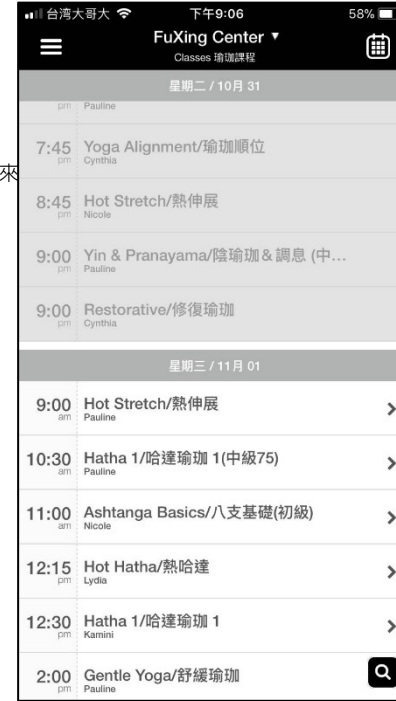 台湾大哥大 下午9:06 58%
FuXing Center ▼
Classes 瑜珈課程
星期二 / 10月 31
pm Pauline
7:45 Yoga Alignment/瑜珈順位
pm Cynthia
來
8:45 Hot Stretch/熱伸展
pm Nicole
9:00 Yin & Pranayama/陰瑜珈＆調息 (中...
pm Pauline
9:00 Restorative/修復瑜珈
pm Cynthia
星期三 / 11月 01
9:00 Hot Stretch/熱伸展
am Pauline
10:30 Hatha 1/哈達瑜珈 1(中級75)
am Pauline
11:00 Ashtanga Basics/八支基礎(初級)
am Nicole
12:15 Hot Hatha/熱哈達
pm Lydia
12:30 Hatha 1/哈達瑜珈 1
pm Kamini
2:00 Gentle Yoga/舒緩瑜珈
pm Pauline